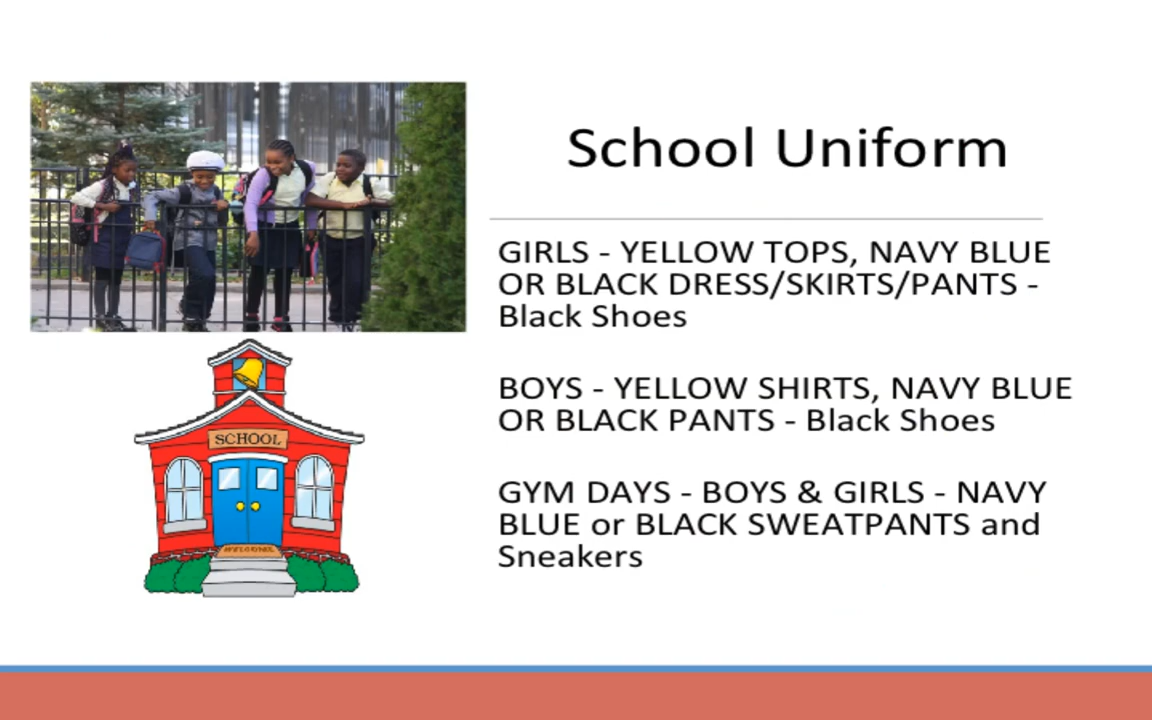 School Uniform
GIRLS - YELLOW TOPS, NAVY BLUE
OR BLACK DRESS/SKIRTS/PANTS -
Black Shoes
BOYS - YELLOW SHIRTS, NAVY BLUE
OR BLACK PANTS - Black Shoes
GYM DAYS - BOYS & GIRLS - NAVY
BLUE or BLACK SWEATPANTS and
Sneakers
SCHOOL
WELCOME